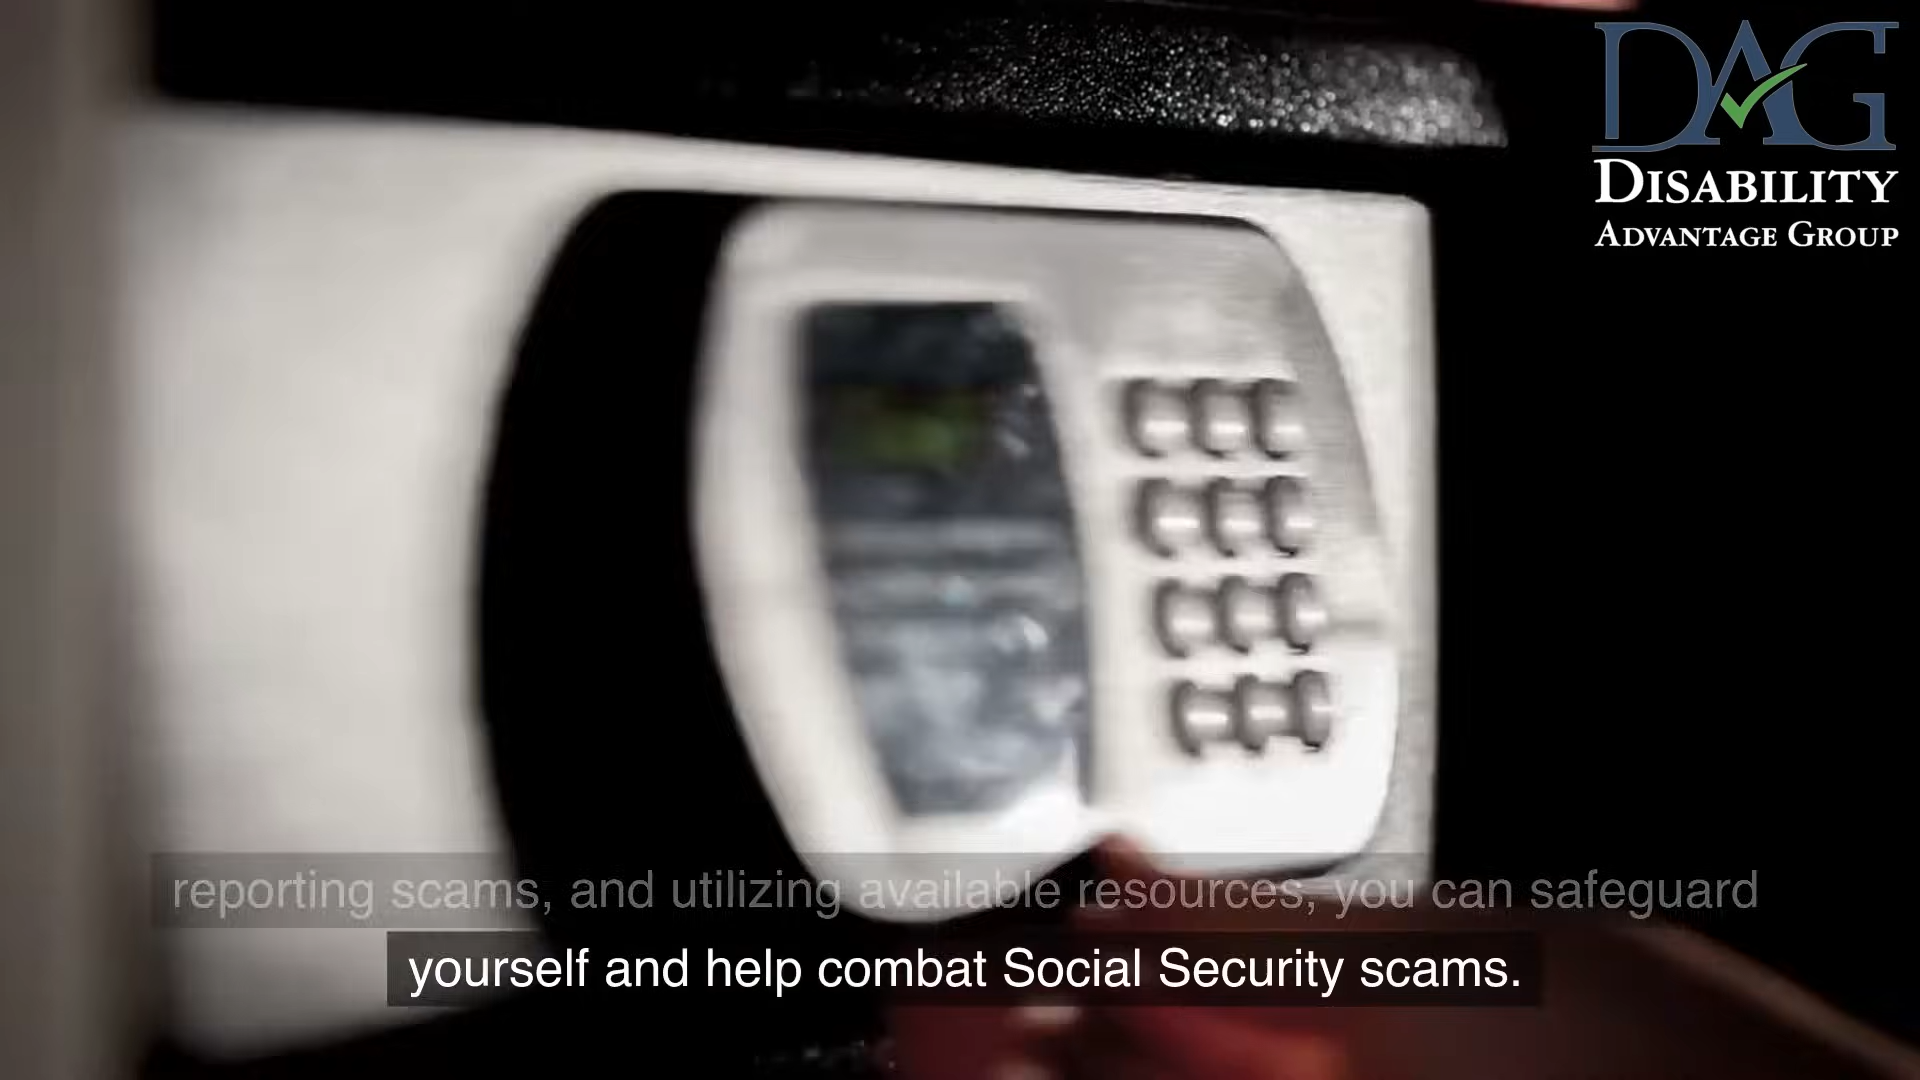 DAG
DISABILITY
ADVANTAGE GROUP
reporting scams, and utilizing available resources, you can safeguard
yourself and help combat Social Security scams.